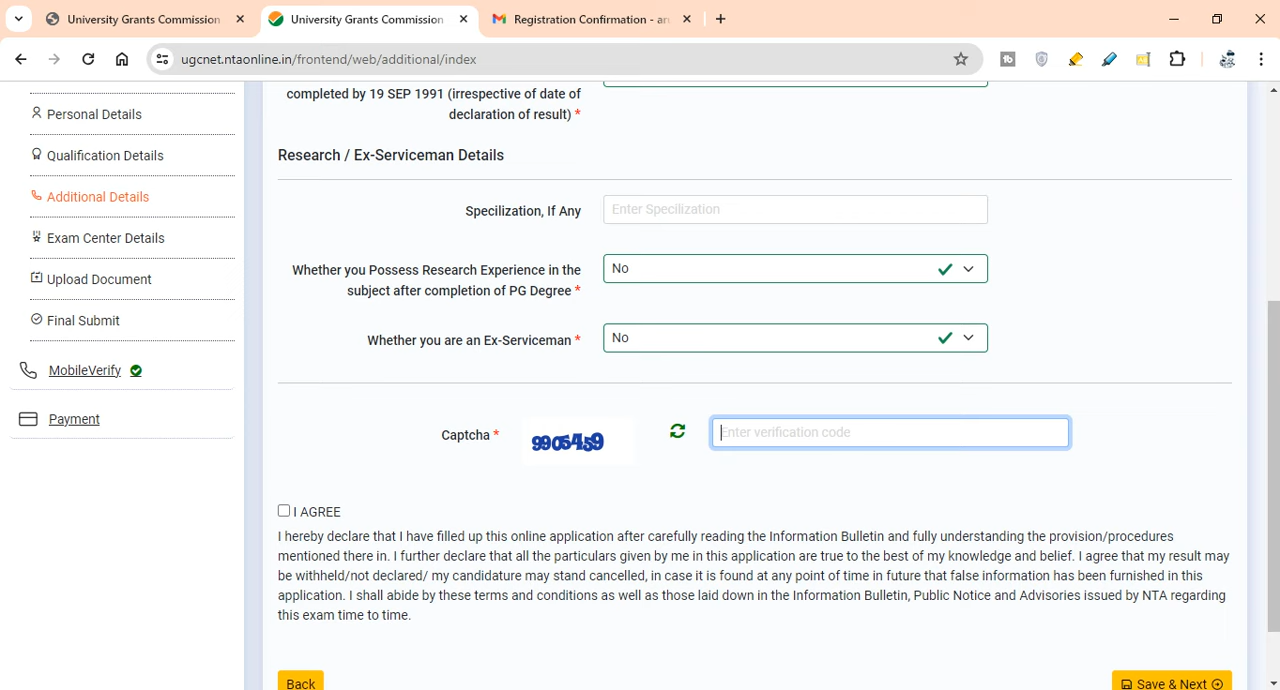 University Grants Commission
University Grants Commission
Registration Confirmation - an
ugcnet.ntaonline.in/frontend/web/additional/index
Personal Details
Qualification Details
Additional Details
Exam Center Details
Upload Document
Final Submit
MobileVerify
Payment
completed by 19 SEP 1991 (irrespective of date of
declaration of result) *
Research / Ex-Serviceman Details
Specilization, If Any
Enter Specilization
Whether you Possess Research Experience in the
subject after completion of PG Degree *
No
Whether you are an Ex-Serviceman *
No
Captcha *
9905459
Enter verification code
I AGREE
I hereby declare that I have filled up this online application after carefully reading the Information Bulletin and fully understanding the provision/procedures
mentioned there in. I further declare that all the particulars given by me in this application are true to the best of my knowledge and belief. I agree that my result may
be withheld/not declared/ my candidature may stand cancelled, in case it is found at any point of time in future that false information has been furnished in this
application. I shall abide by these terms and conditions as well as those laid down in the Information Bulletin, Public Notice and Advisories issued by NTA regarding
this exam time to time.
Back
Save & Next